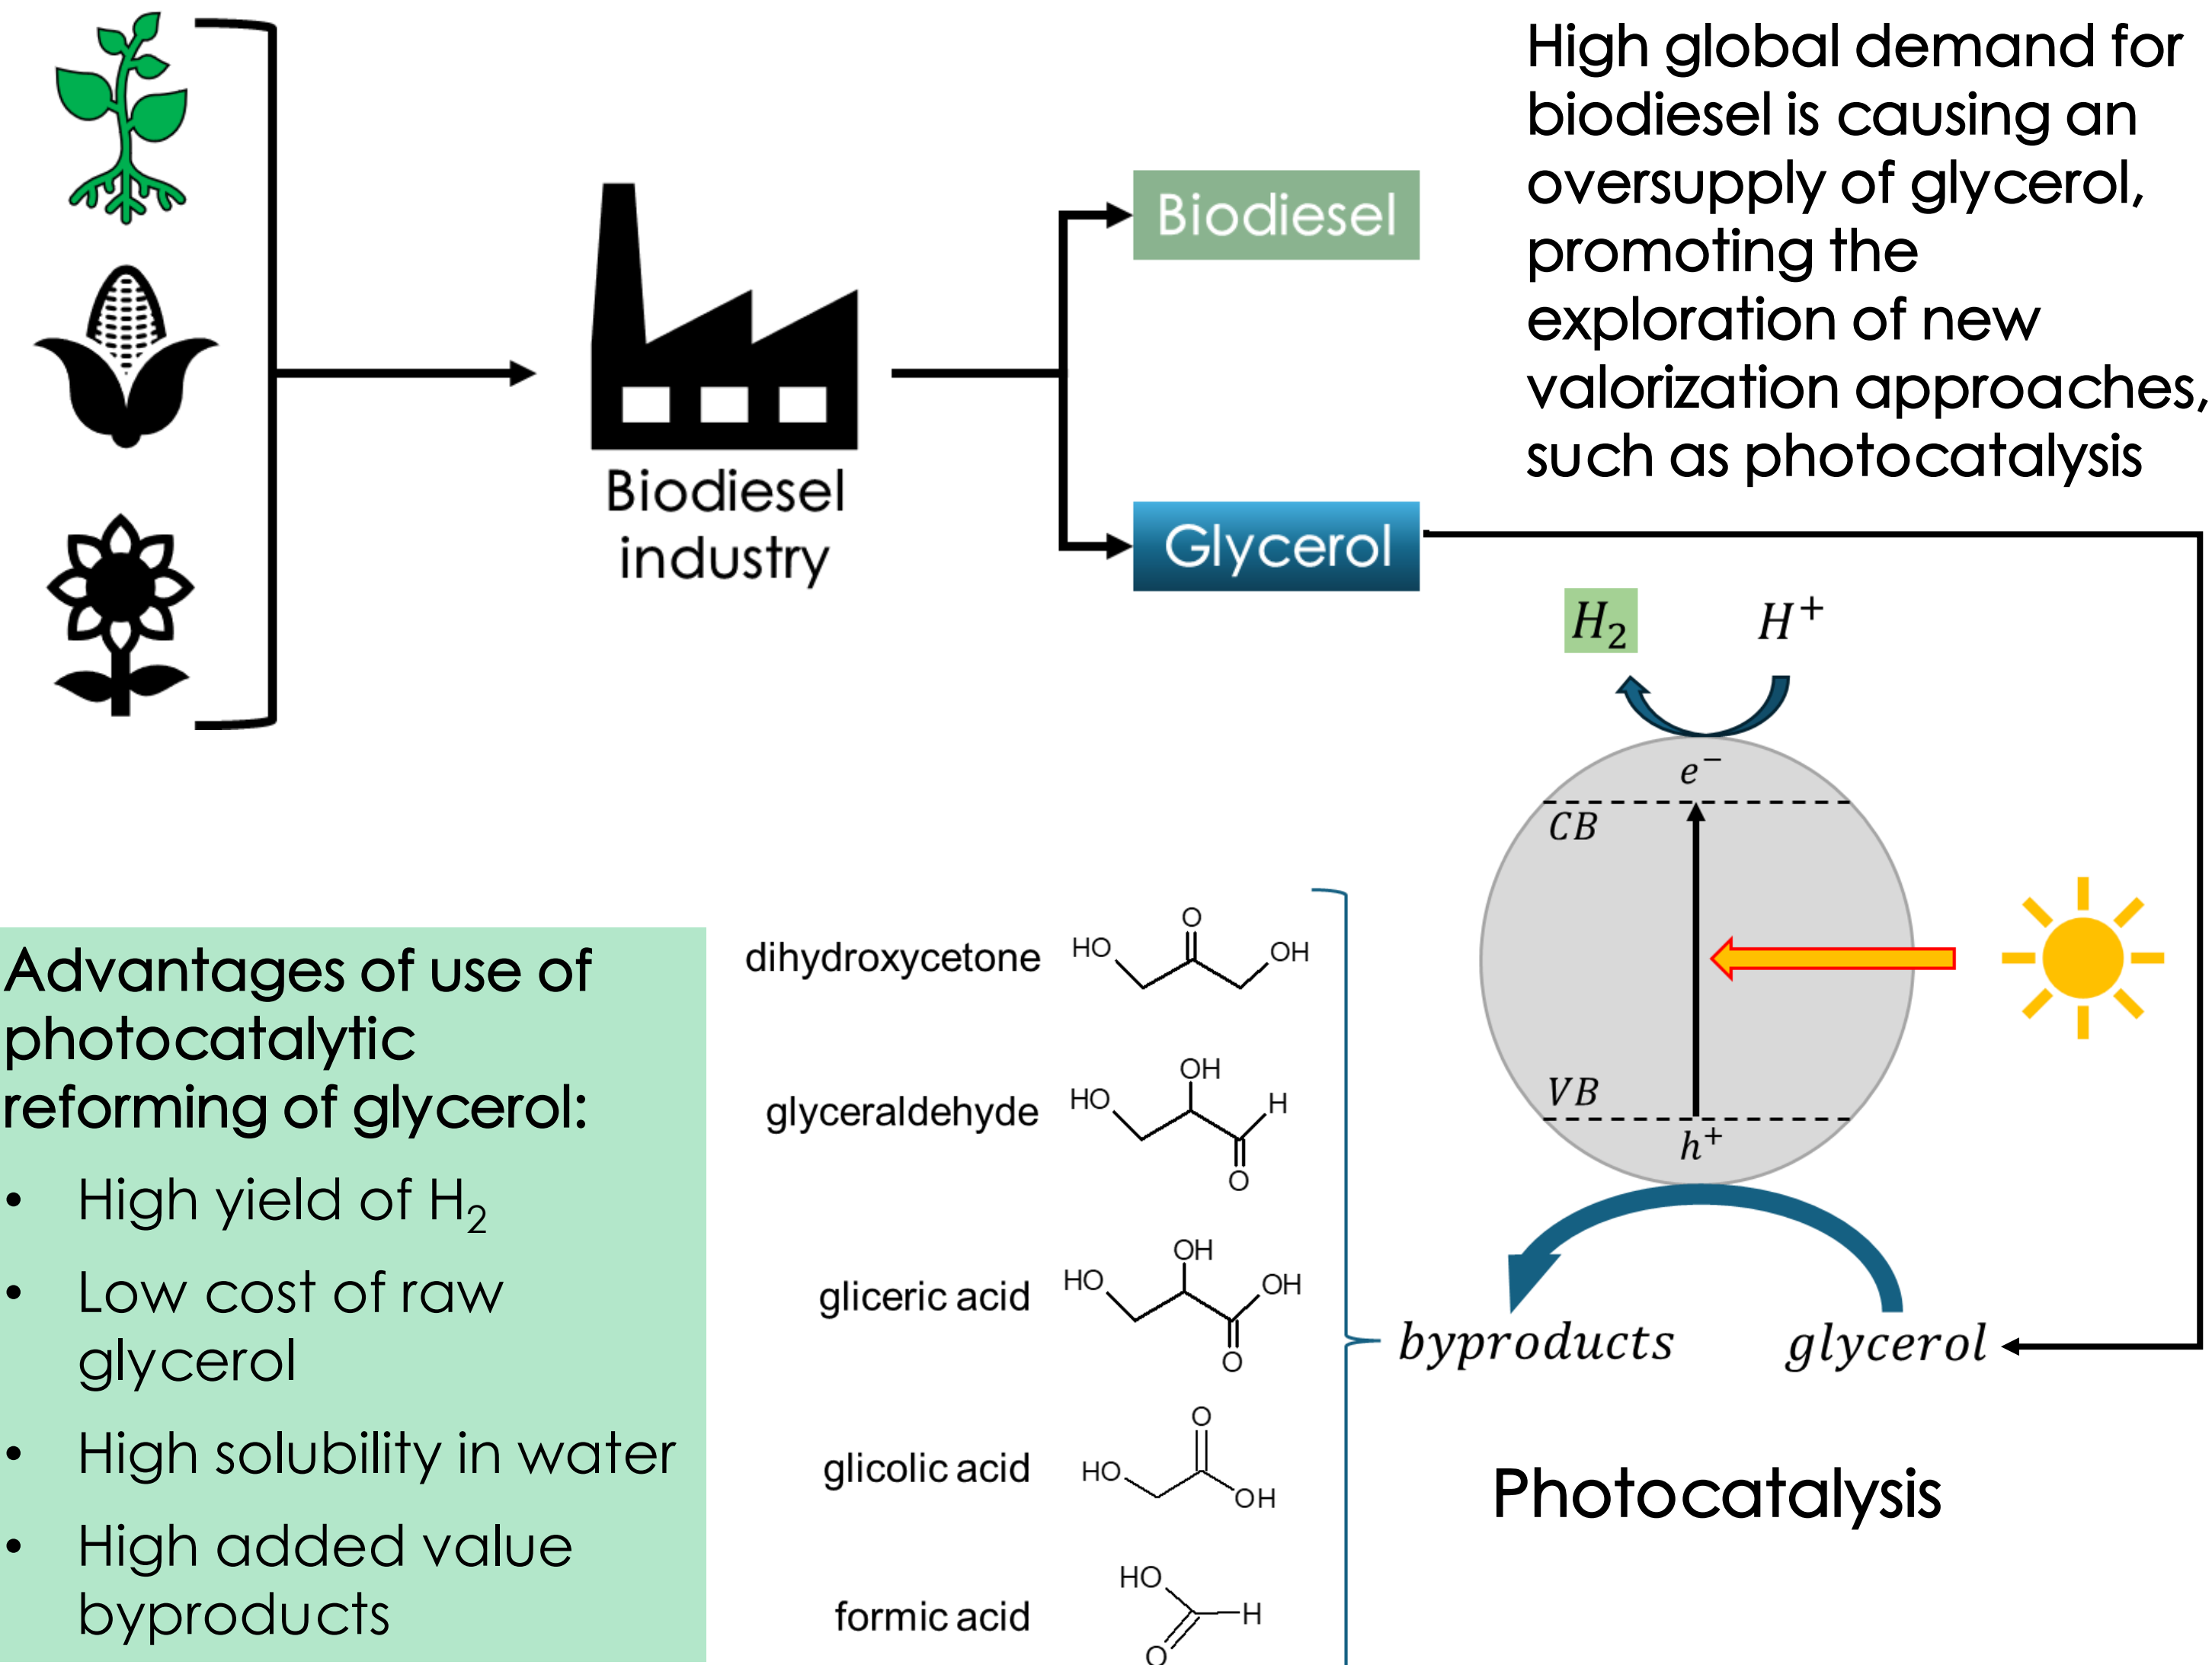 High global demand for
biodiesel is causing an
oversupply of glycerol,
promoting the
exploration of new
valorization approaches,
such as photocatalysis
Biodiesel
Biodiesel
industry
Glycerol
H₂
H⁺
e⁻
CB
VB
h⁺
byproducts
glycerol
Photocatalysis
dihydroxycetone
HO
O
OH
glyceraldehyde
OH
HO
H
O
gliceric acid
OH
HO
OH
O
glicolic acid
O
HO
OH
formic acid
HO
H
O
Advantages of use of
photocatalytic
reforming of glycerol:
• High yield of H₂
• Low cost of raw
glycerol
• High solubility in water
• High added value
byproducts